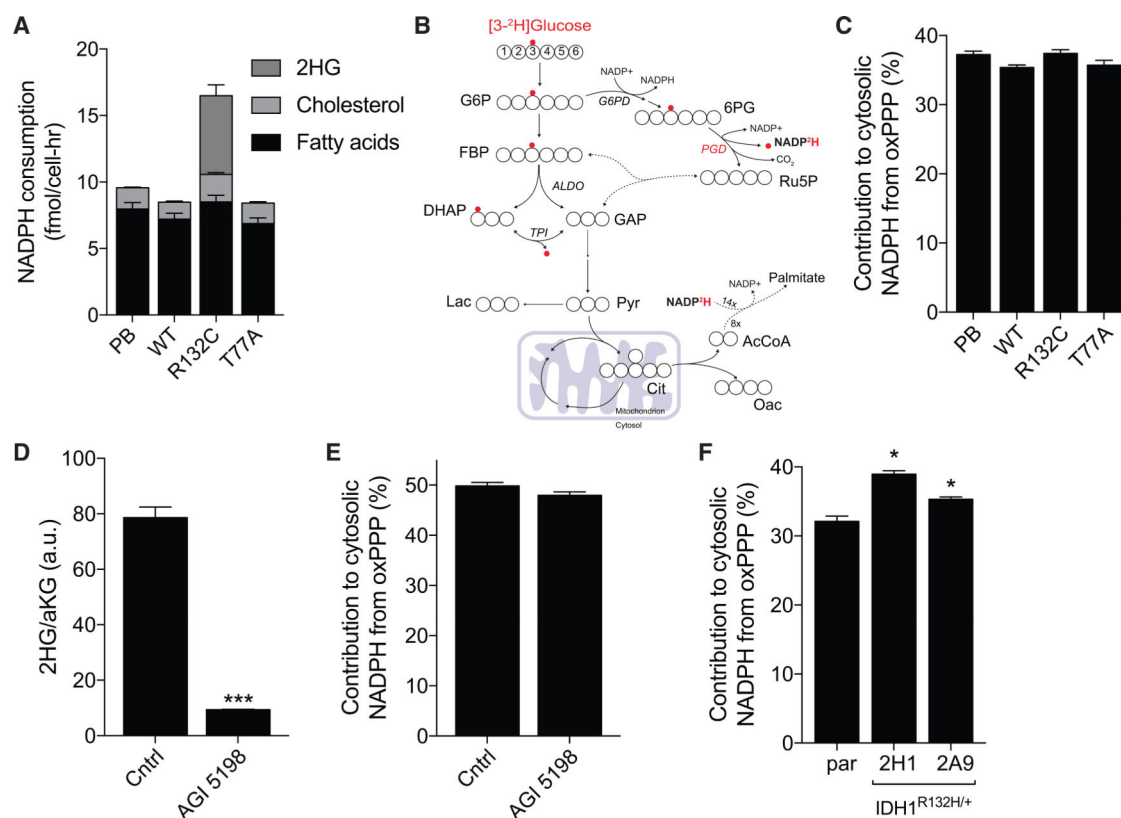 A
NADPH consumption
(fmol/cell-hr)
20
15
10
5
0
2HG
Cholesterol
Fatty acids
PB
WT
R132C
T77A
B
[3-²H]Glucose
1 2 3 4 5 6
G6P
NADP+
NADPH
G6PD
6PG
NADP+
NADP²H
PGD
CO₂
Ru5P
FBP
ALDO
DHAP
GAP
TPI
Lac
Pyr
NADP²H
NADP+
14x
Palmitate
8x
AcCoA
Cit
Oac
Mitochondrion
Cytosol
C
Contribution to cytosolic
NADPH from oxPPP (%)
40
30
20
10
0
PB
WT
R132C
T77A
D
2HG/aKG (a.u.)
100
80
60
40
20
0
***
Cntrl
AGI 5198
E
Contribution to cytosolic
NADPH from oxPPP (%)
50
40
30
20
10
0
Cntrl
AGI 5198
F
Contribution to cytosolic
NADPH from oxPPP (%)
40
30
20
10
0
*
*
par
2H1
2A9
IDH1^R132H/+